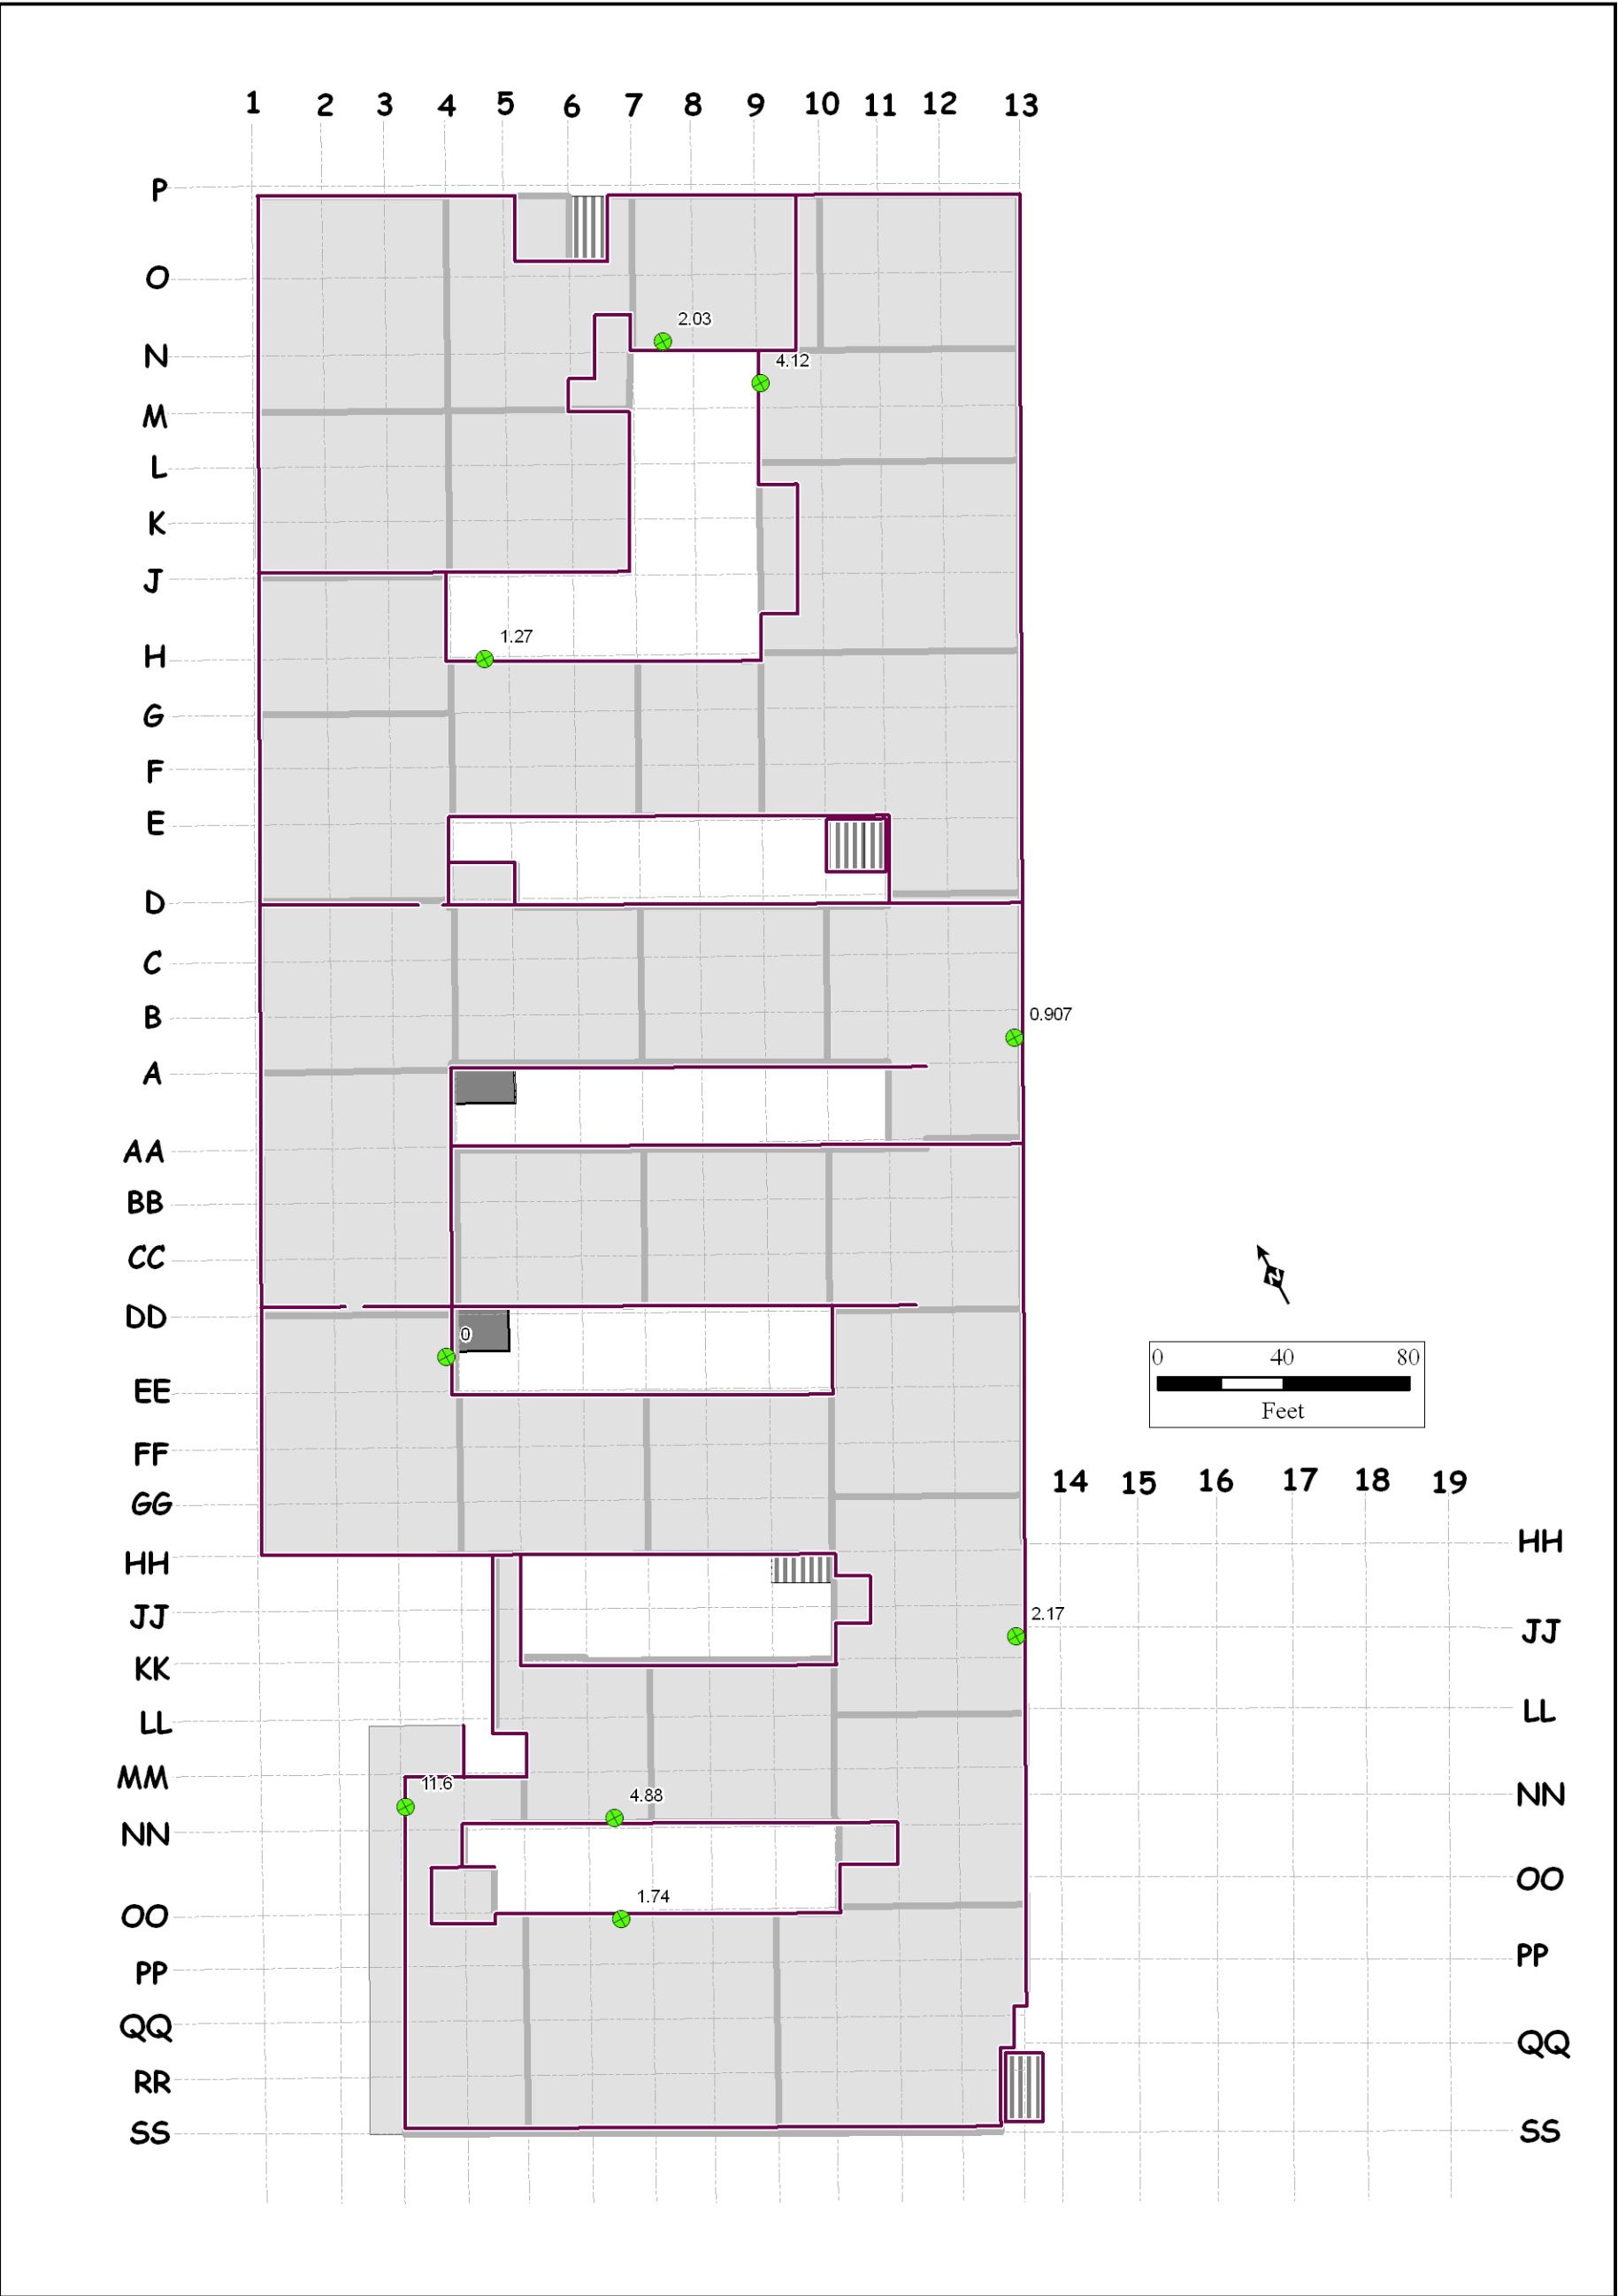 1 2 3 4 5 6 7 8 9 10 11 12 13
P
O
2.03
N
4.12
M
L
K
J
1.27
H
G
F
E
D
C
B
0.907
A
AA
BB
CC
N
DD
0
0 40 80
EE
Feet
FF
14 15 16 17 18 19
GG
HH HH
JJ 2.17 JJ
KK
LL LL
MM 11.6 4.88 NN
NN
OO
1.74
OO
PP
PP
QQ QQ
RR
SS SS